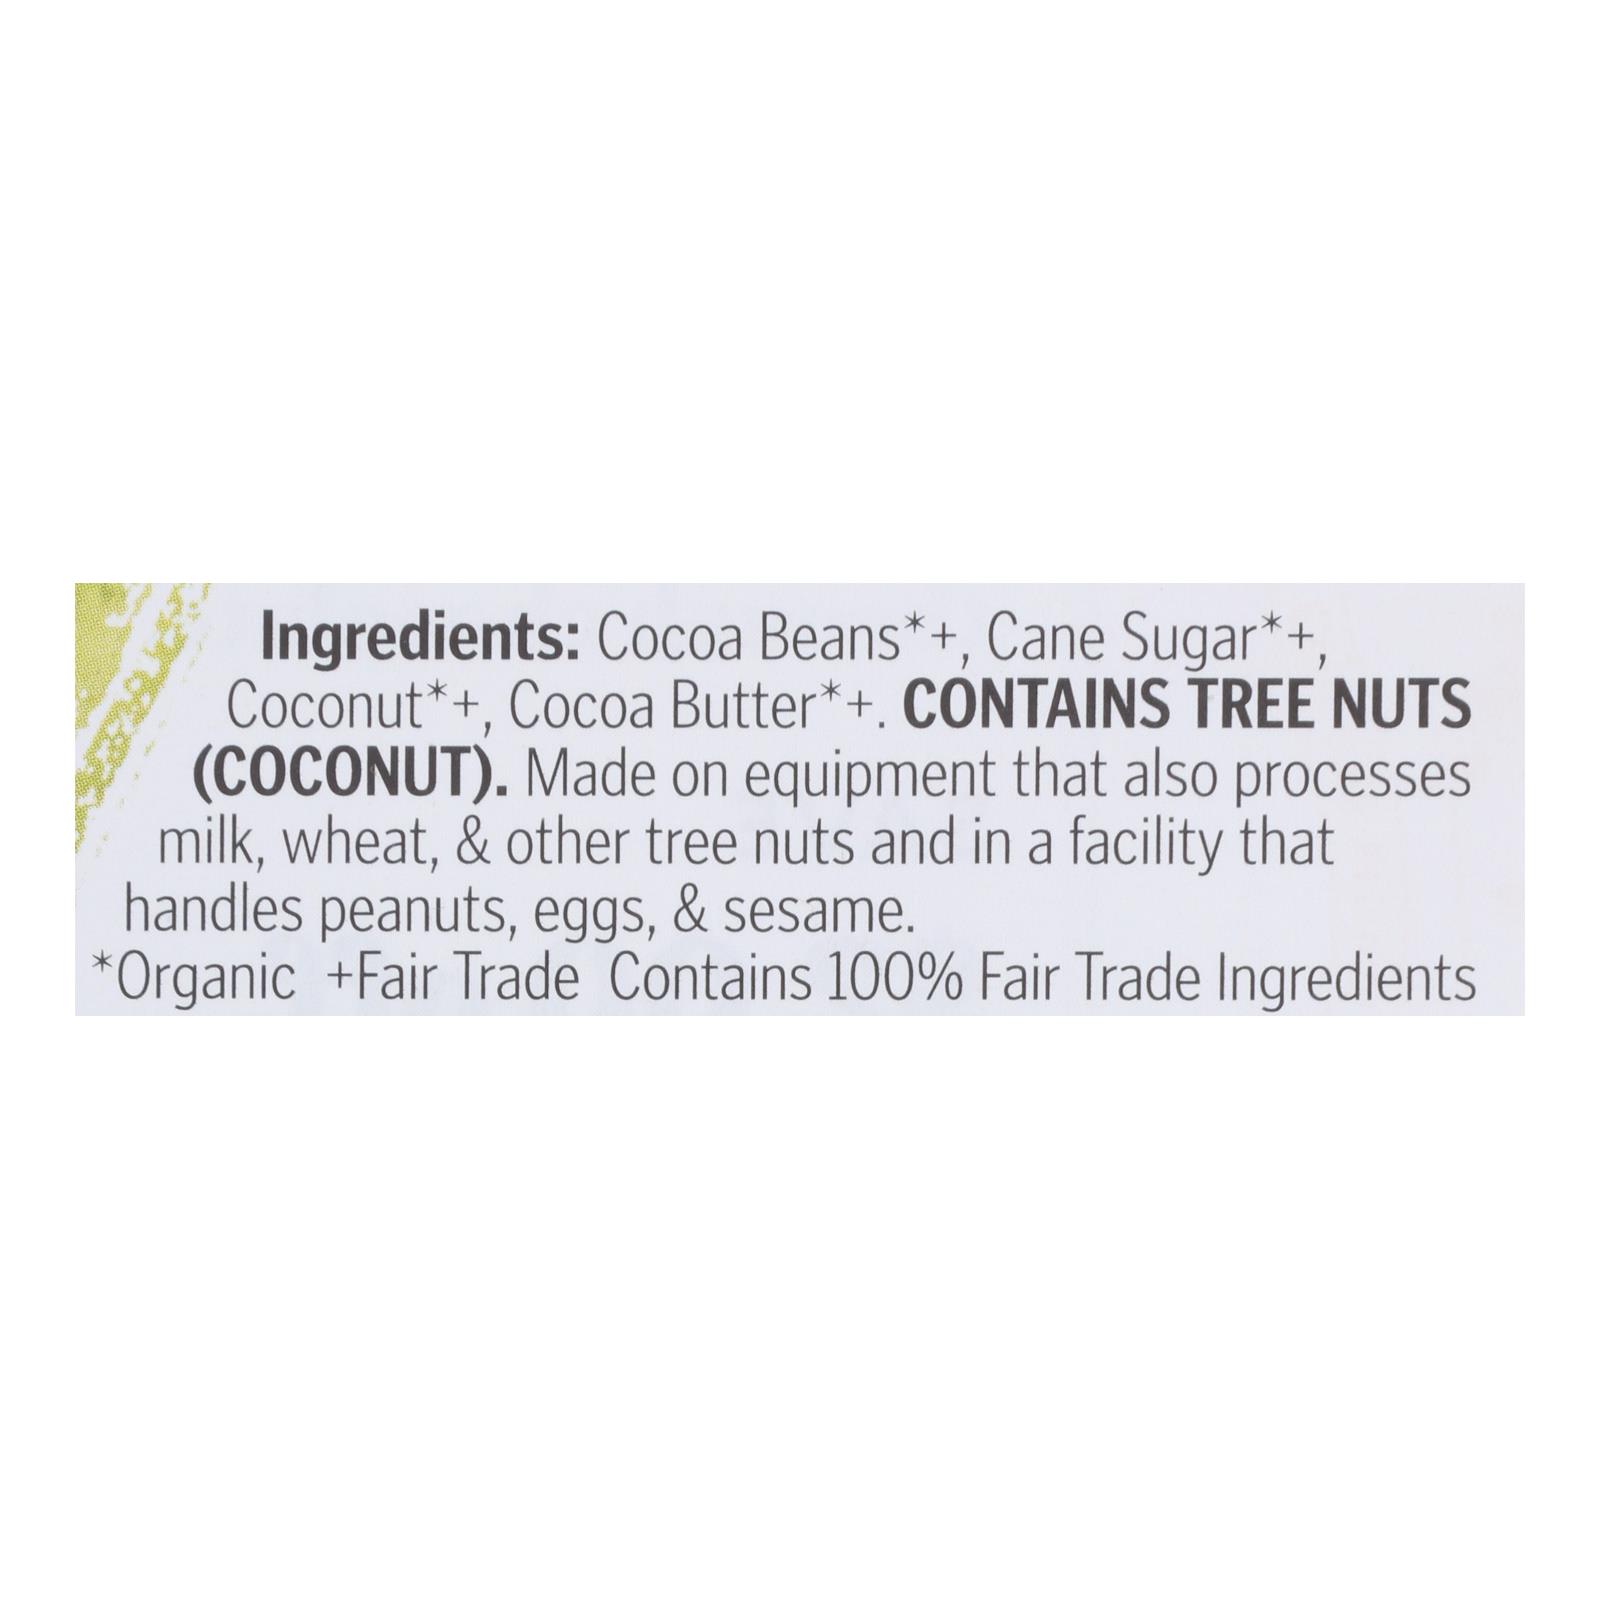 Ingredients: Cocoa Beans*+, Cane Sugar*+,
Coconut*+, Cocoa Butter*+. CONTAINS TREE NUTS
(COCONUT). Made on equipment that also processes
milk, wheat, & other tree nuts and in a facility that
handles peanuts, eggs, & sesame.
*Organic +Fair Trade Contains 100% Fair Trade Ingredients